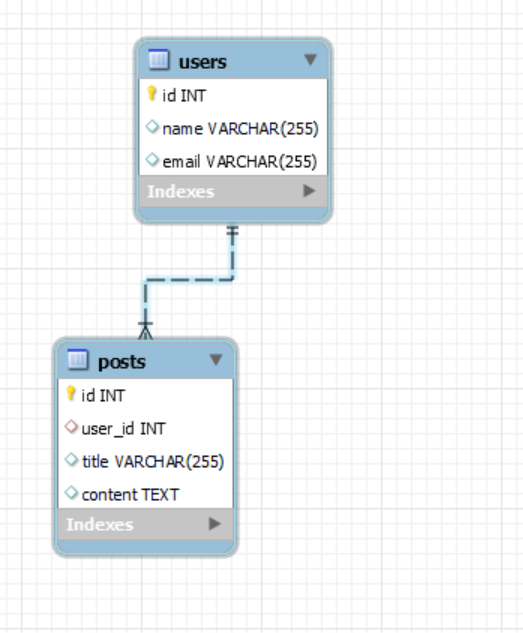 users
id INT
name VARCHAR(255)
email VARCHAR(255)
Indexes
posts
id INT
user_id INT
title VARCHAR(255)
content TEXT
Indexes